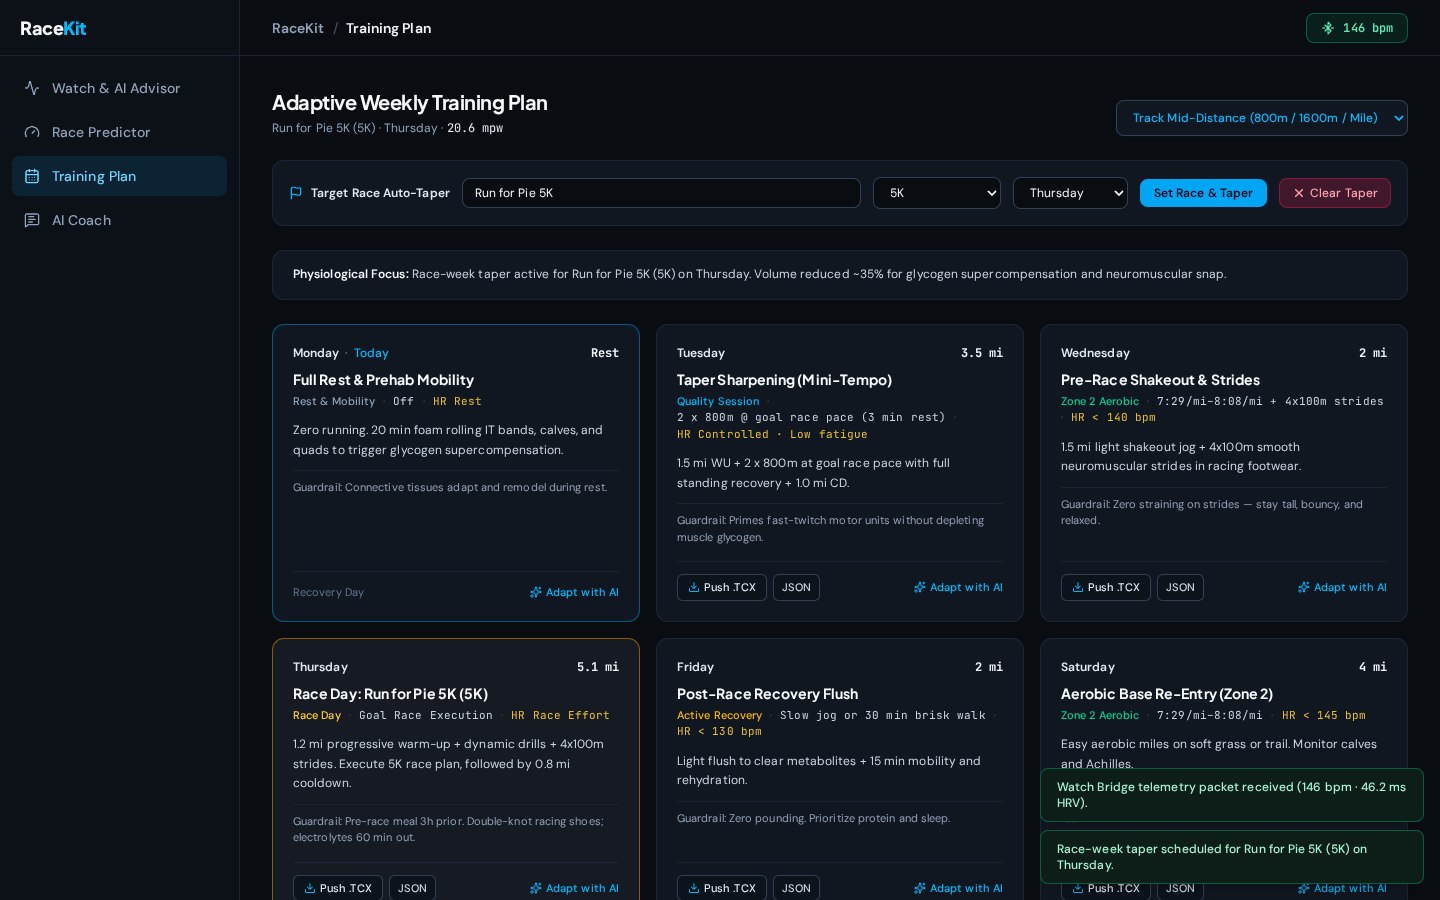 RaceKit
RaceKit / Training Plan
146 bpm
Watch & AI Advisor
Race Predictor
Training Plan
AI Coach
Adaptive Weekly Training Plan
Run for Pie 5K (5K) · Thursday · 20.6 mpw
Track Mid-Distance (800m / 1600m / Mile)
Target Race Auto-Taper
Run for Pie 5K
5K
Thursday
Set Race & Taper
Clear Taper
Physiological Focus: Race-week taper active for Run for Pie 5K (5K) on Thursday. Volume reduced ~35% for glycogen supercompensation and neuromuscular snap.
Monday · Today
Rest
Full Rest & Prehab Mobility
Rest & Mobility · Off · HR Rest
Zero running. 20 min foam rolling IT bands, calves, and
quads to trigger glycogen supercompensation.
Guardrail: Connective tissues adapt and remodel during rest.
Recovery Day
Adapt with AI
Tuesday
3.5 mi
Taper Sharpening (Mini-Tempo)
Quality Session ·
2 x 800m @ goal race pace (3 min rest) ·
HR Controlled · Low fatigue
1.5 mi WU + 2 x 800m at goal race pace with full
standing recovery + 1.0 mi CD.
Guardrail: Primes fast-twitch motor units without depleting
muscle glycogen.
Push .TCX
JSON
Adapt with AI
Wednesday
2 mi
Pre-Race Shakeout & Strides
Zone 2 Aerobic · 7:29/mi–8:08/mi + 4x100m strides
· HR < 140 bpm
1.5 mi light shakeout jog + 4x100m smooth
neuromuscular strides in racing footwear.
Guardrail: Zero straining on strides — stay tall, bouncy, and
relaxed.
Push .TCX
JSON
Adapt with AI
Thursday
5.1 mi
Race Day: Run for Pie 5K (5K)
Race Day · Goal Race Execution · HR Race Effort
1.2 mi progressive warm-up + dynamic drills + 4x100m
strides. Execute 5K race plan, followed by 0.8 mi
cooldown.
Guardrail: Pre-race meal 3h prior. Double-knot racing shoes;
electrolytes 60 min out.
Push .TCX
JSON
Adapt with AI
Friday
2 mi
Post-Race Recovery Flush
Active Recovery · Slow jog or 30 min brisk walk ·
HR < 130 bpm
Light flush to clear metabolites + 15 min mobility and
rehydration.
Guardrail: Zero pounding. Prioritize protein and sleep.
Push .TCX
JSON
Adapt with AI
Saturday
4 mi
Aerobic Base Re-Entry (Zone 2)
Zone 2 Aerobic · 7:29/mi–8:08/mi · HR < 145 bpm
Easy aerobic miles on soft grass or trail. Monitor calves
and Achilles.
Watch Bridge telemetry packet received (146 bpm · 46.2 ms
HRV).
Race-week taper scheduled for Run for Pie 5K (5K) on
Thursday.
Push .TCX
JSON
Adapt with AI